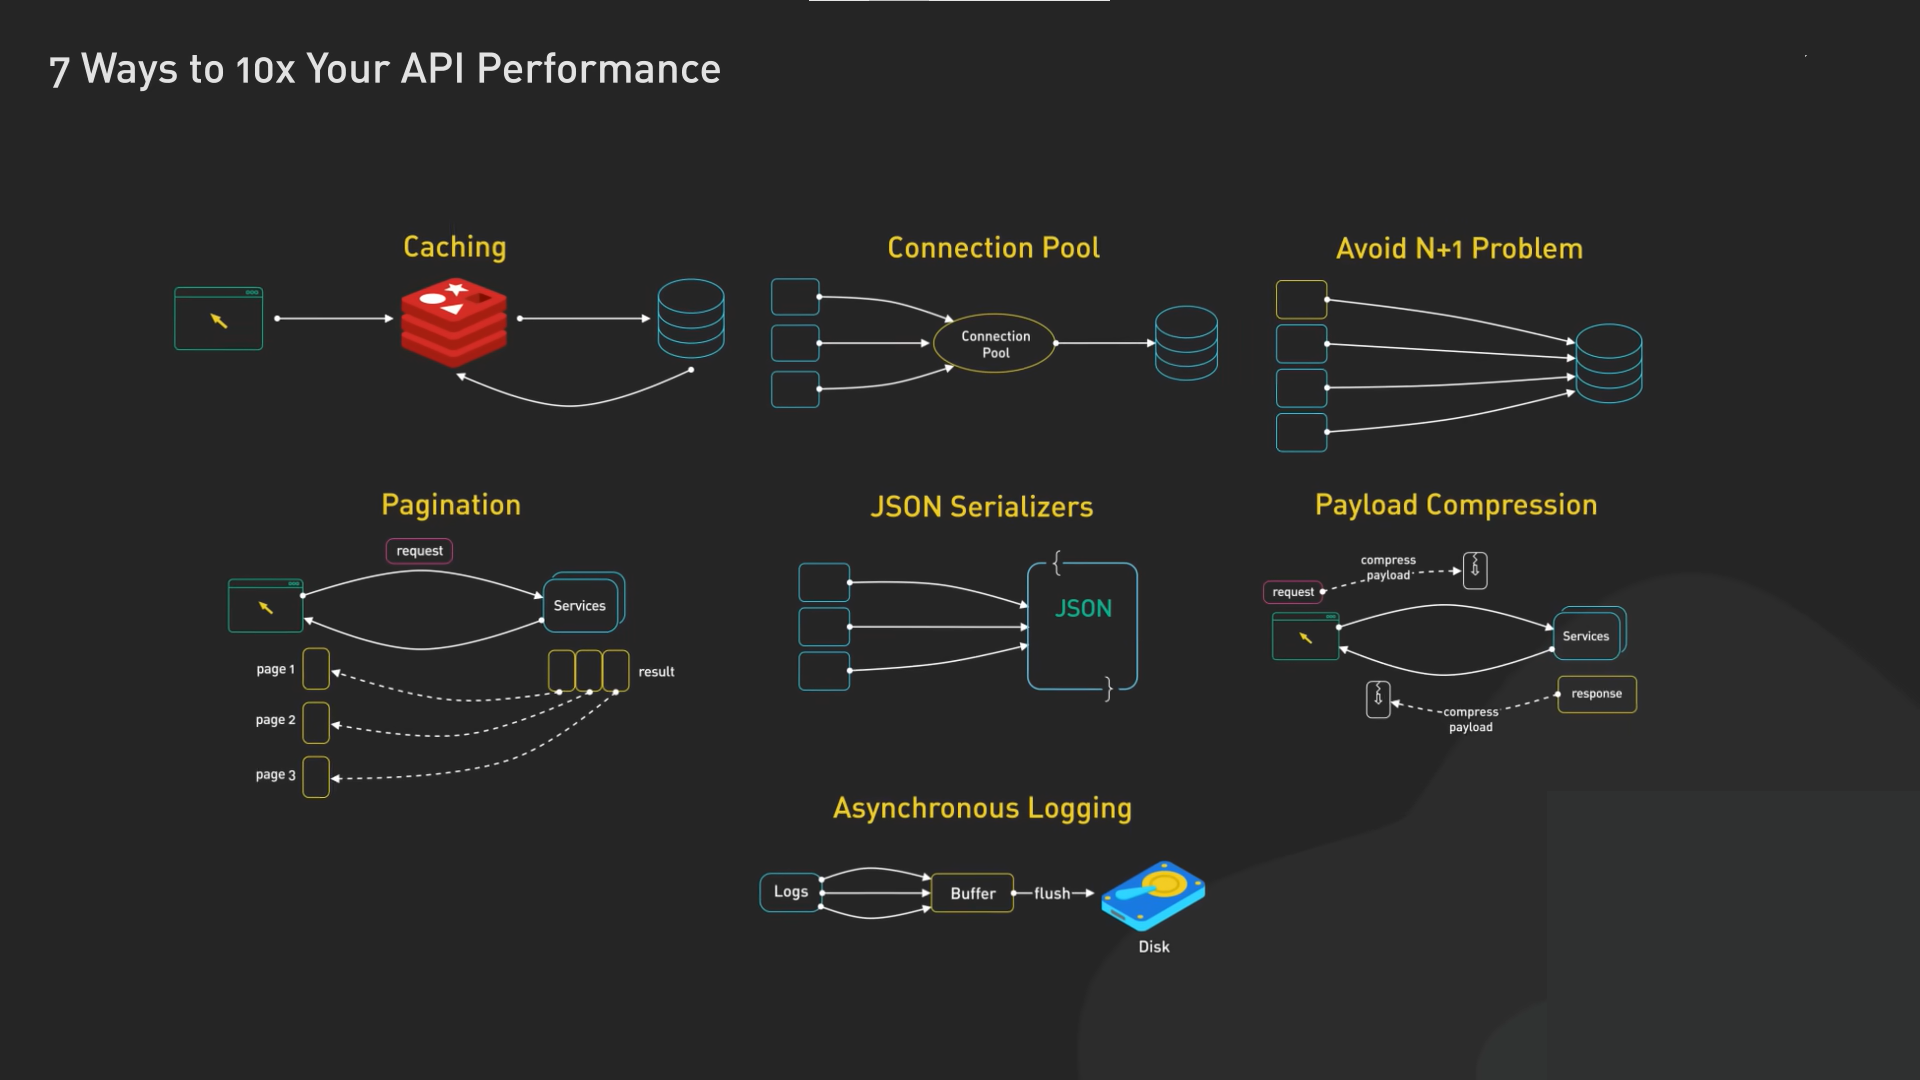 7 Ways to 10x Your API Performance
Caching
Connection Pool
Connection
Pool
Avoid N+1 Problem
Pagination
request
Services
page 1
result
page 2
page 3
JSON Serializers
{
JSON
}
Payload Compression
compress
payload
request
Services
response
compress
payload
Asynchronous Logging
Logs
Buffer
flush
Disk